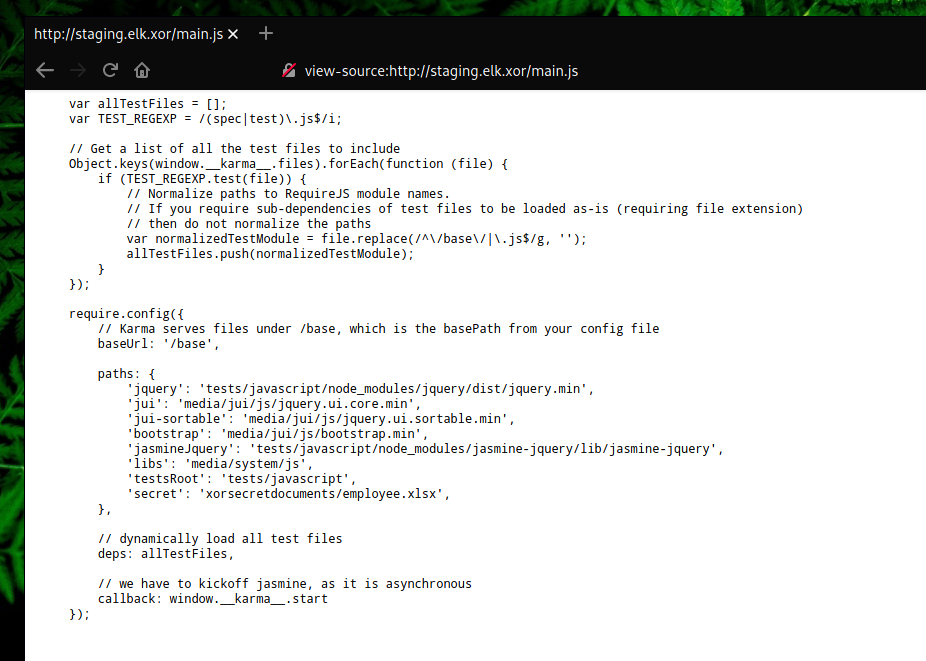 http://staging.elk.xor/main.js
view-source:http://staging.elk.xor/main.js
var allTestFiles = [];
var TEST_REGEXP = /(spec|test)\.js$/i;
// Get a list of all the test files to include
Object.keys(window.__karma__.files).forEach(function (file) {
if (TEST_REGEXP.test(file)) {
// Normalize paths to RequireJS module names.
// If you require sub-dependencies of test files to be loaded as-is (requiring file extension)
// then do not normalize the paths
var normalizedTestModule = file.replace(/^\/base\/|\.js$/g, '');
allTestFiles.push(normalizedTestModule);
}
});
require.config({
// Karma serves files under /base, which is the basePath from your config file
baseUrl: '/base',
paths: {
'jquery': 'tests/javascript/node_modules/jquery/dist/jquery.min',
'jui': 'media/jui/js/jquery.ui.core.min',
'jui-sortable': 'media/jui/js/jquery.ui.sortable.min',
'bootstrap': 'media/jui/js/bootstrap.min',
'jasmineJquery': 'tests/javascript/node_modules/jasmine-jquery/lib/jasmine-jquery',
'libs': 'media/system/js',
'testsRoot': 'tests/javascript',
'secret': 'xorsecretdocuments/employee.xlsx',
},
// dynamically load all test files
deps: allTestFiles,
// we have to kickoff jasmine, as it is asynchronous
callback: window.__karma__.start
});